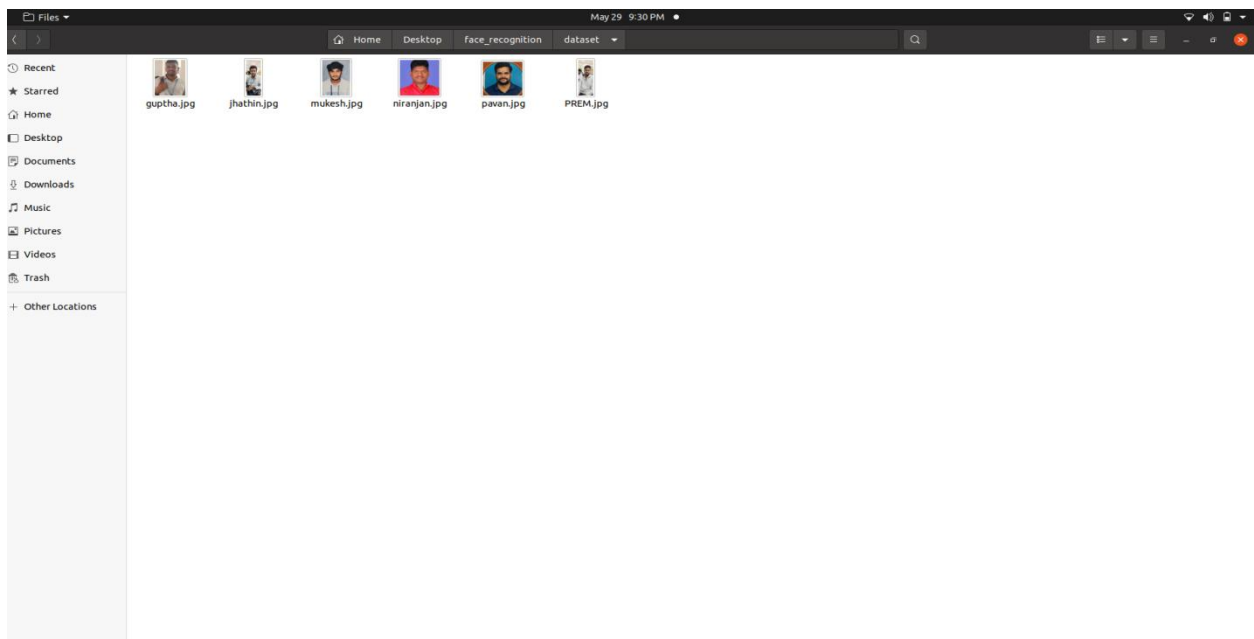 Files
May 29 9:30 PM
Home Desktop face_recognition dataset
Recent
Starred
Home
Desktop
Documents
Downloads
Music
Pictures
Videos
Trash
+ Other Locations
guptha.jpg jhathin.jpg mukesh.jpg niranjan.jpg pavan.jpg PREM.jpg